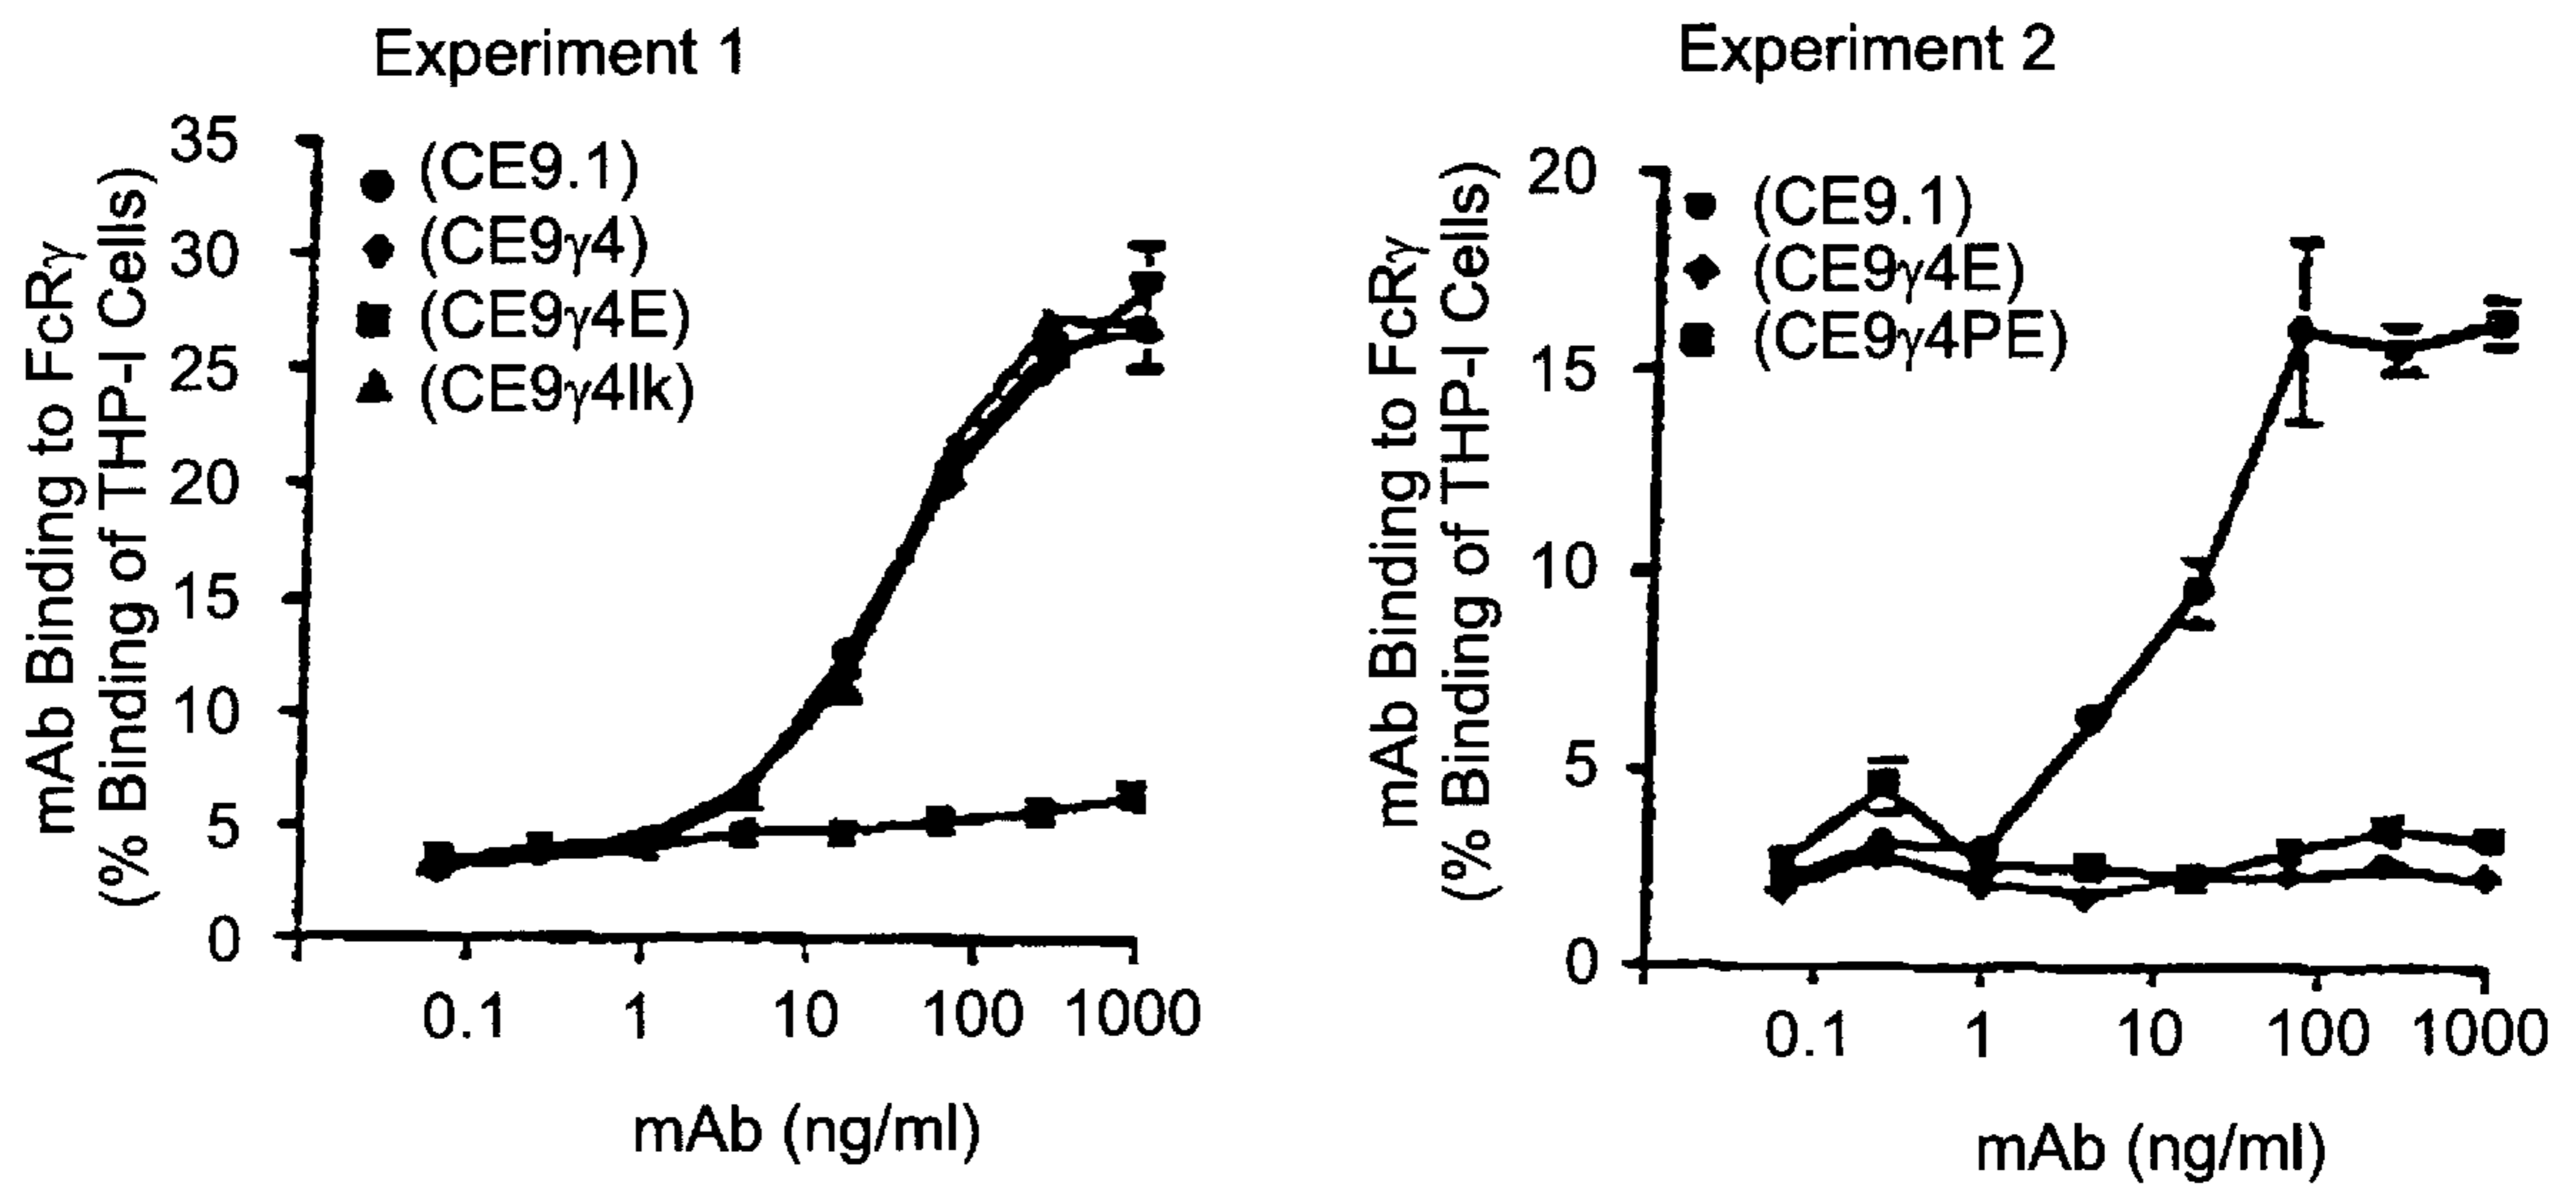 Experiment 1
mAb Binding to FcRγ
(% Binding of THP-I Cells)
35
30
25
20
15
10
5
0
(CE9.1)
(CE9γ4)
(CE9γ4E)
(CE9γ4lk)
0.1 1 10 100 1000
mAb (ng/ml)
Experiment 2
mAb Binding to FcRγ
(% Binding of THP-I Cells)
20
15
10
5
0
(CE9.1)
(CE9γ4E)
(CE9γ4PE)
0.1 1 10 100 1000
mAb (ng/ml)